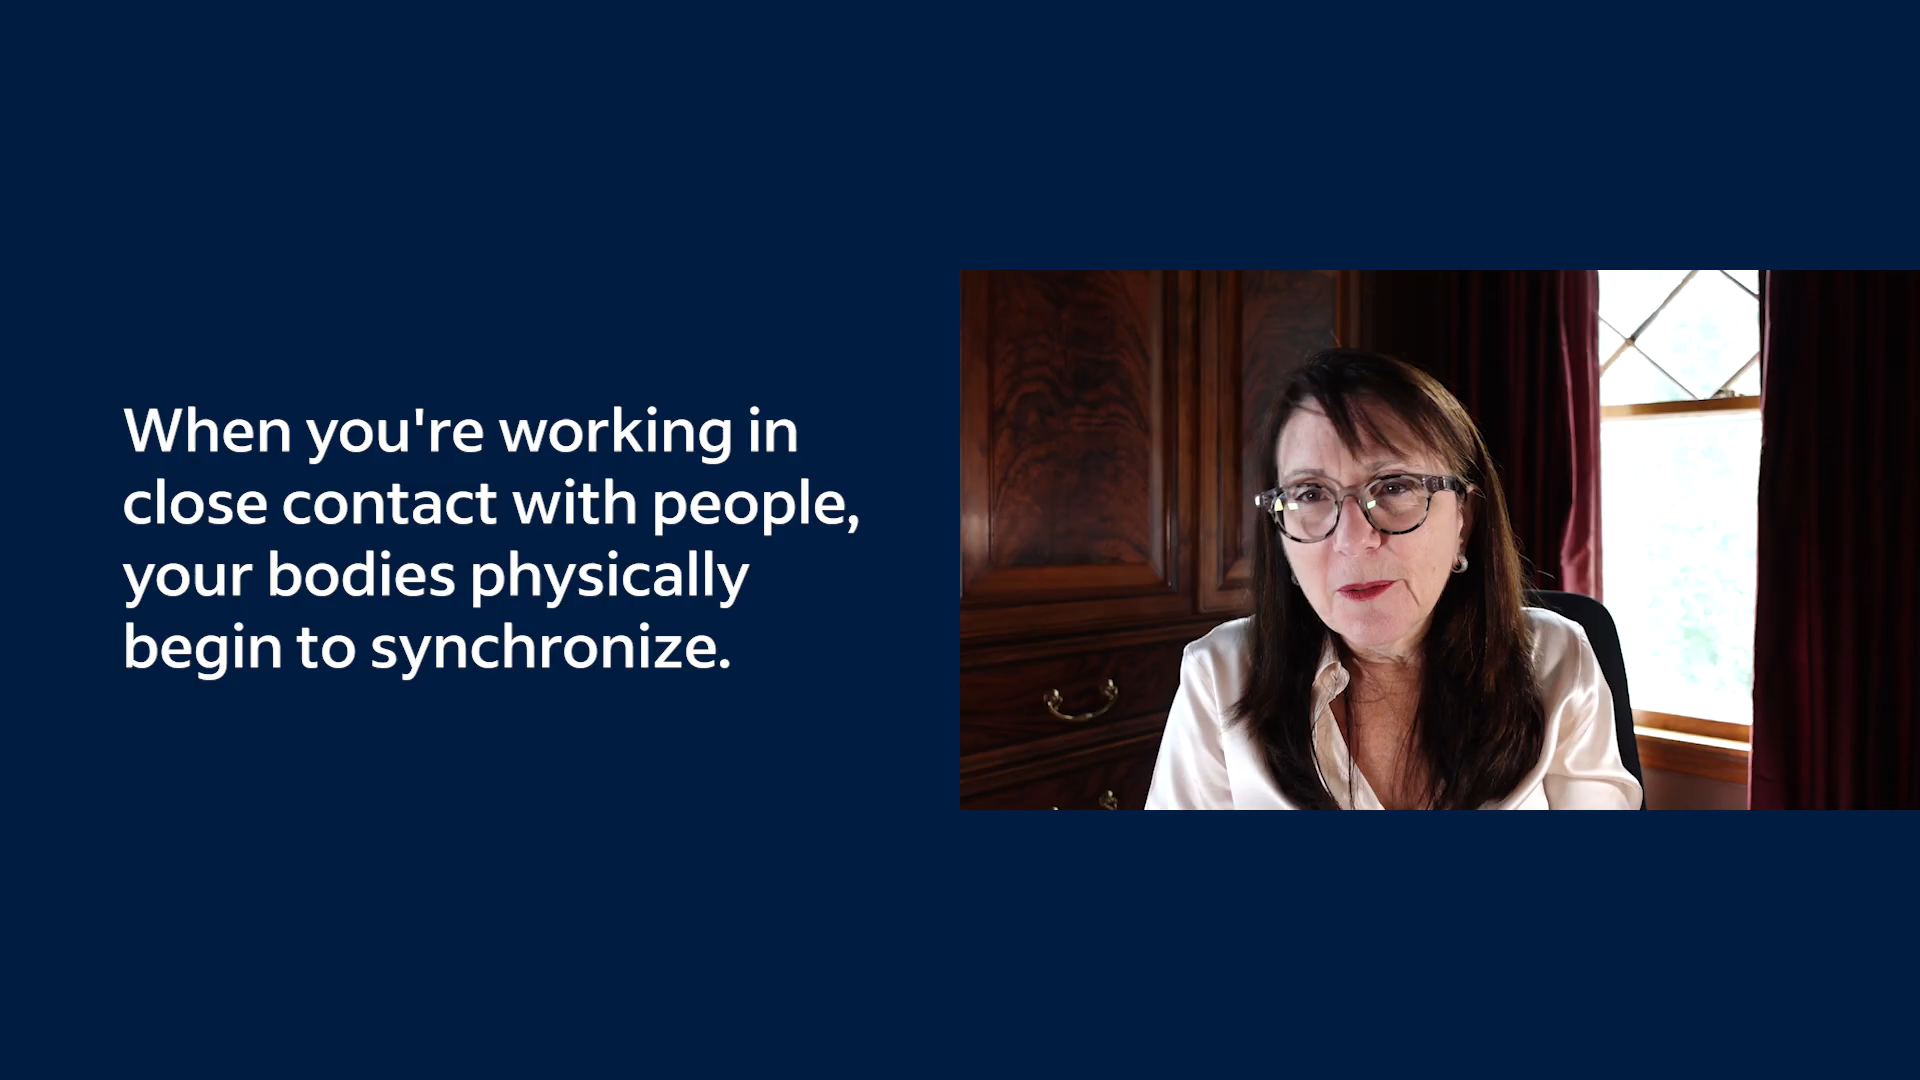 When you're working in
close contact with people,
your bodies physically
begin to synchronize.